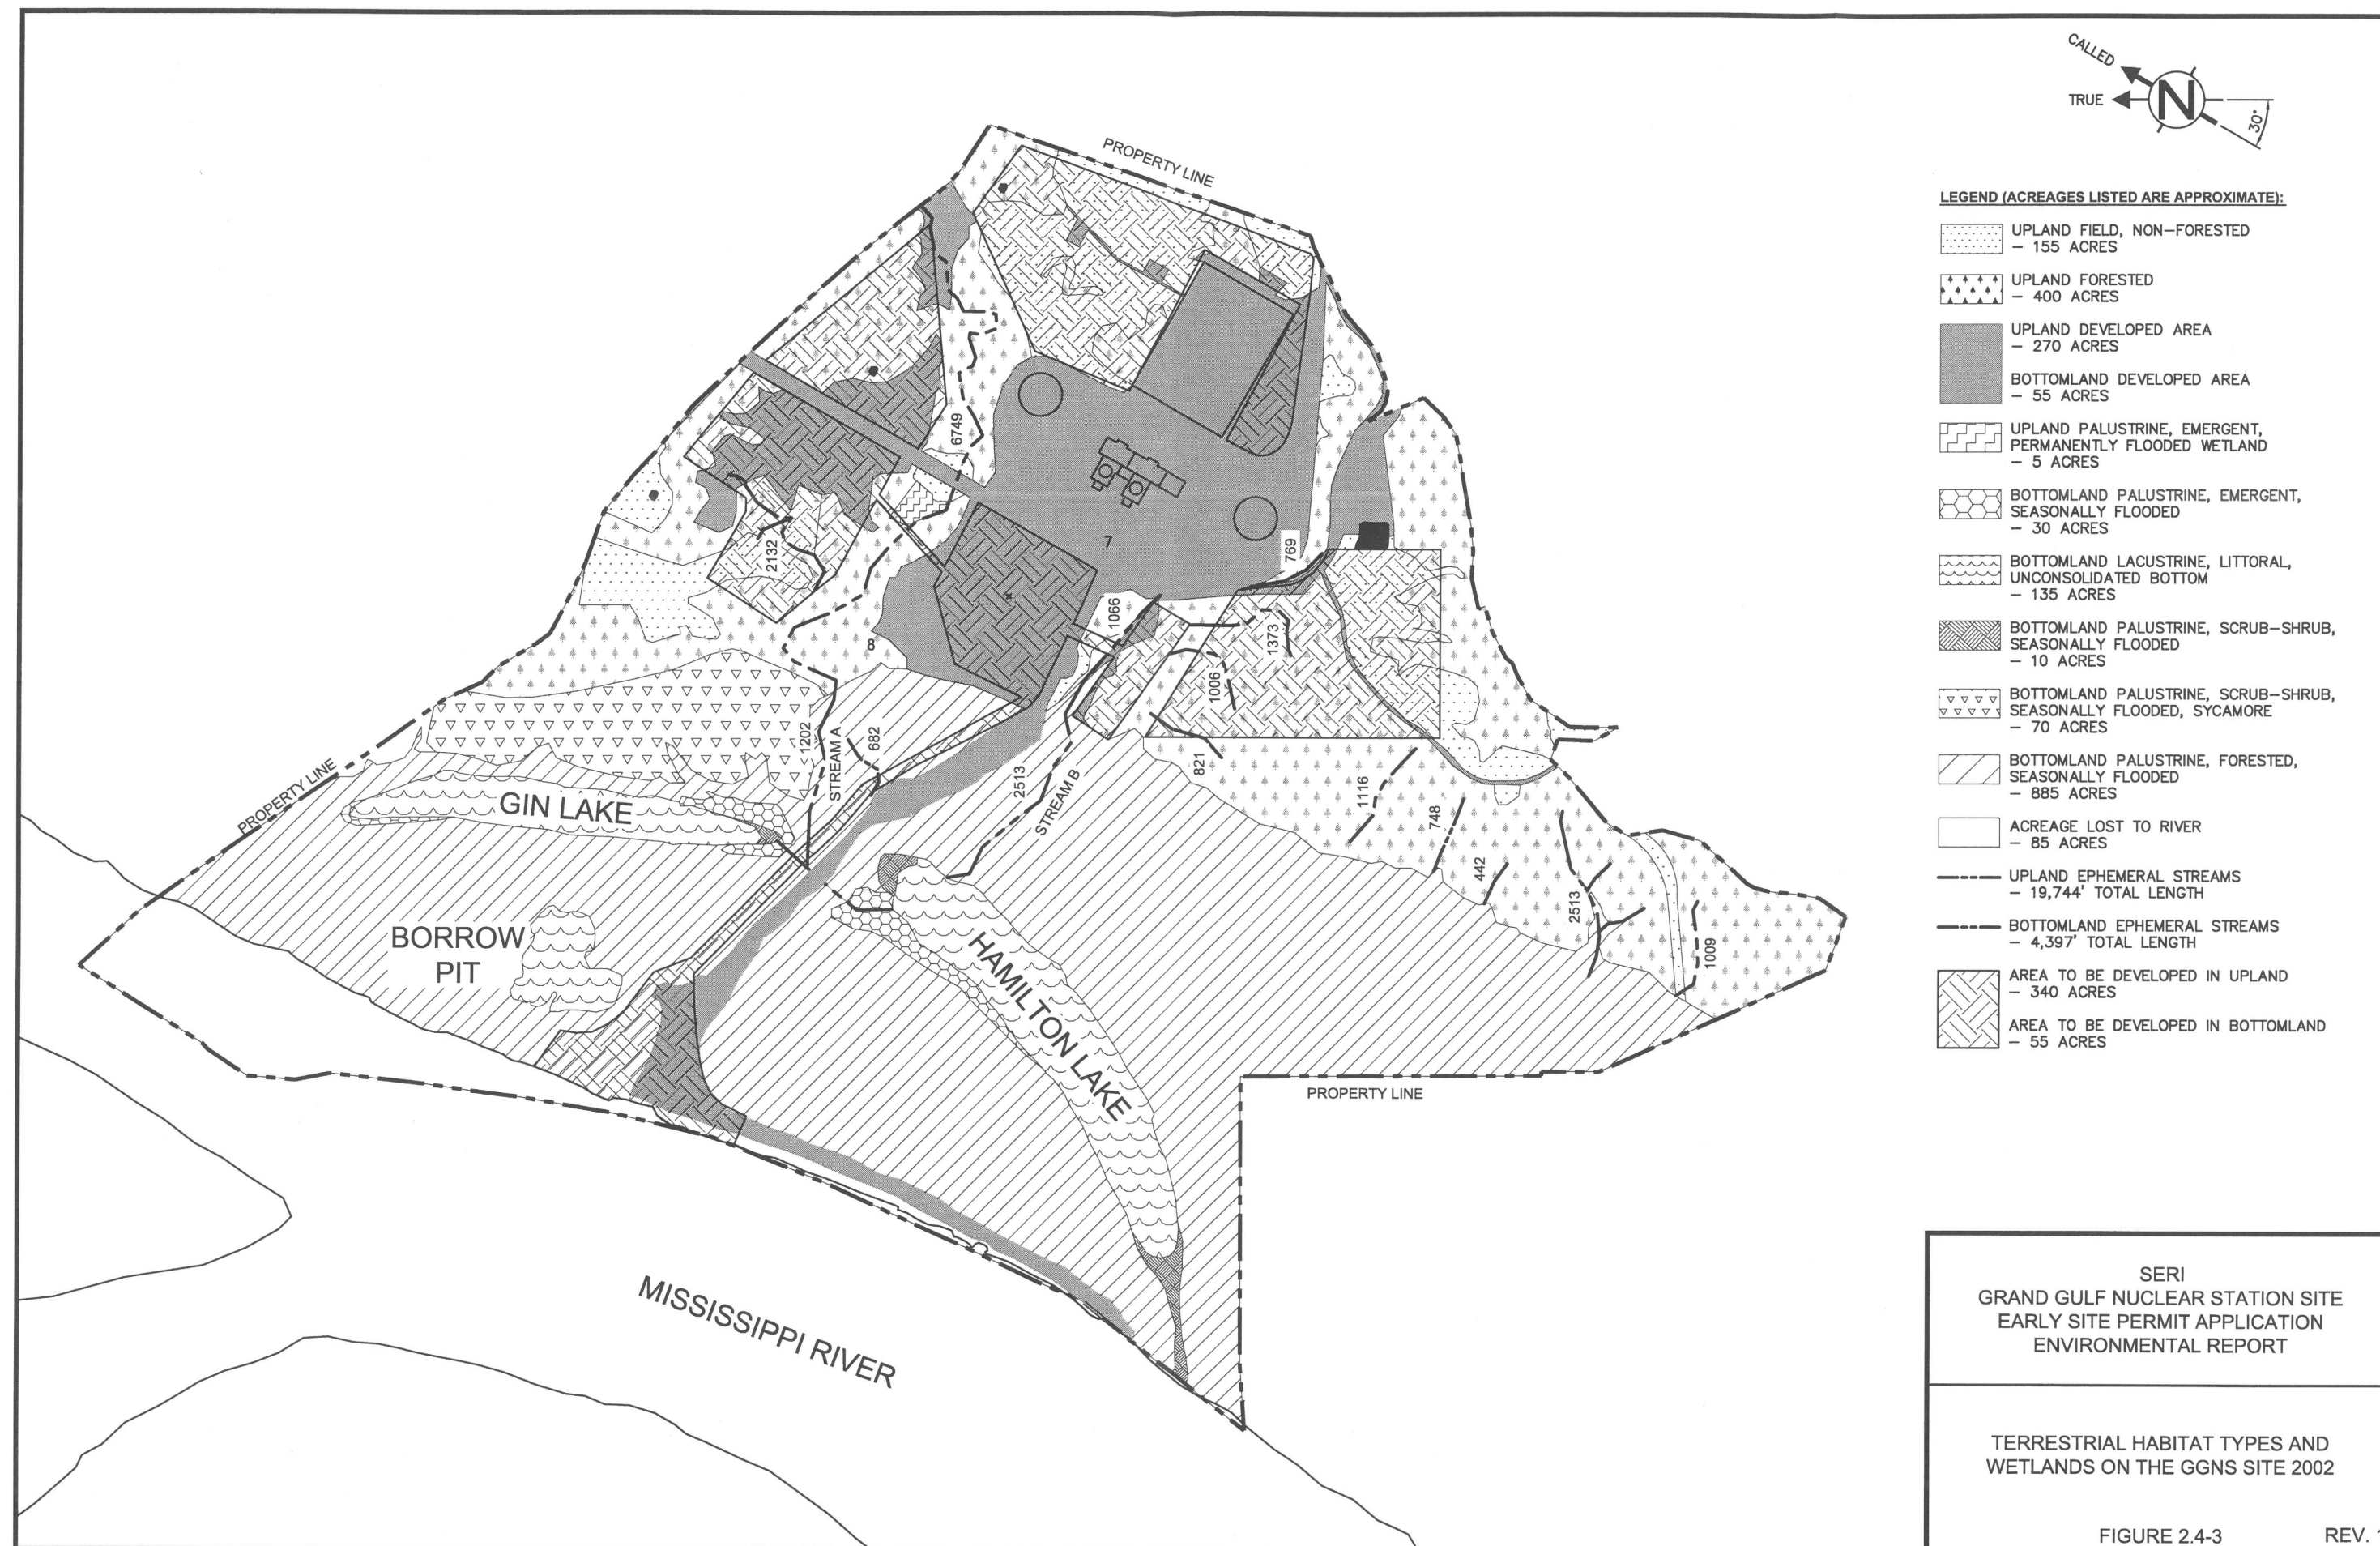 CALLED
TRUE
N
30°
PROPERTY LINE
LEGEND (ACREAGES LISTED ARE APPROXIMATE):
UPLAND FIELD, NON-FORESTED
- 155 ACRES
UPLAND FORESTED
- 400 ACRES
UPLAND DEVELOPED AREA
- 270 ACRES
BOTTOMLAND DEVELOPED AREA
- 55 ACRES
UPLAND PALUSTRINE, EMERGENT,
PERMANENTLY FLOODED WETLAND
- 5 ACRES
BOTTOMLAND PALUSTRINE, EMERGENT,
SEASONALLY FLOODED
- 30 ACRES
BOTTOMLAND LACUSTRINE, LITTORAL,
UNCONSOLIDATED BOTTOM
- 135 ACRES
BOTTOMLAND PALUSTRINE, SCRUB-SHRUB,
SEASONALLY FLOODED
- 10 ACRES
BOTTOMLAND PALUSTRINE, SCRUB-SHRUB,
SEASONALLY FLOODED, SYCAMORE
- 70 ACRES
BOTTOMLAND PALUSTRINE, FORESTED,
SEASONALLY FLOODED
- 885 ACRES
ACREAGE LOST TO RIVER
- 85 ACRES
UPLAND EPHEMERAL STREAMS
- 19,744' TOTAL LENGTH
BOTTOMLAND EPHEMERAL STREAMS
- 4,397' TOTAL LENGTH
AREA TO BE DEVELOPED IN UPLAND
- 340 ACRES
AREA TO BE DEVELOPED IN BOTTOMLAND
- 55 ACRES
6749
2132
7
769
8
1066
1373
1006
1202
STREAM A
682
2513
STREAM B
821
1116
748
442
2513
1009
PROPERTY LINE
GIN LAKE
BORROW
PIT
HAMILTON LAKE
PROPERTY LINE
MISSISSIPPI RIVER
SERI
GRAND GULF NUCLEAR STATION SITE
EARLY SITE PERMIT APPLICATION
ENVIRONMENTAL REPORT
TERRESTRIAL HABITAT TYPES AND
WETLANDS ON THE GGNS SITE 2002
FIGURE 2.4-3
REV. 1